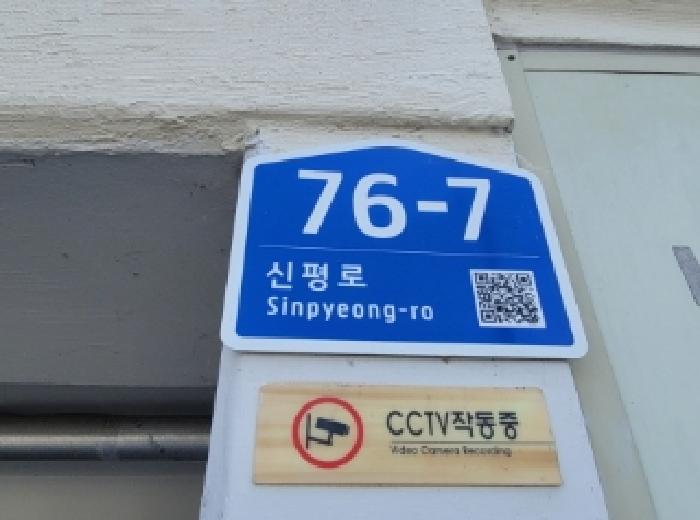 76-7
신평로
Sinpyeong-ro
CCTV작동중
Video Camera Recording